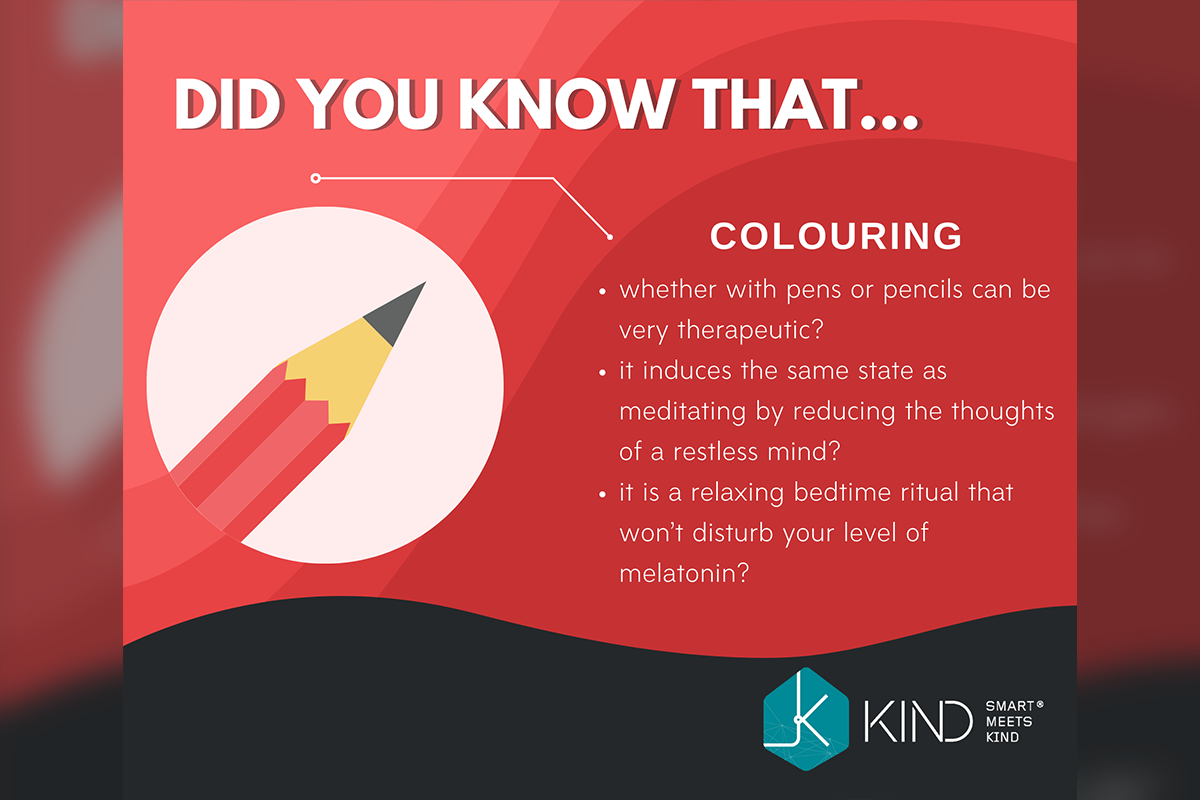 DID YOU KNOW THAT...
COLOURING
• whether with pens or pencils can be
very therapeutic?
• it induces the same state as
meditating by reducing the thoughts
of a restless mind?
• it is a relaxing bedtime ritual that
won't disturb your level of
melatonin?
KIND
SMART®
MEETS
KIND